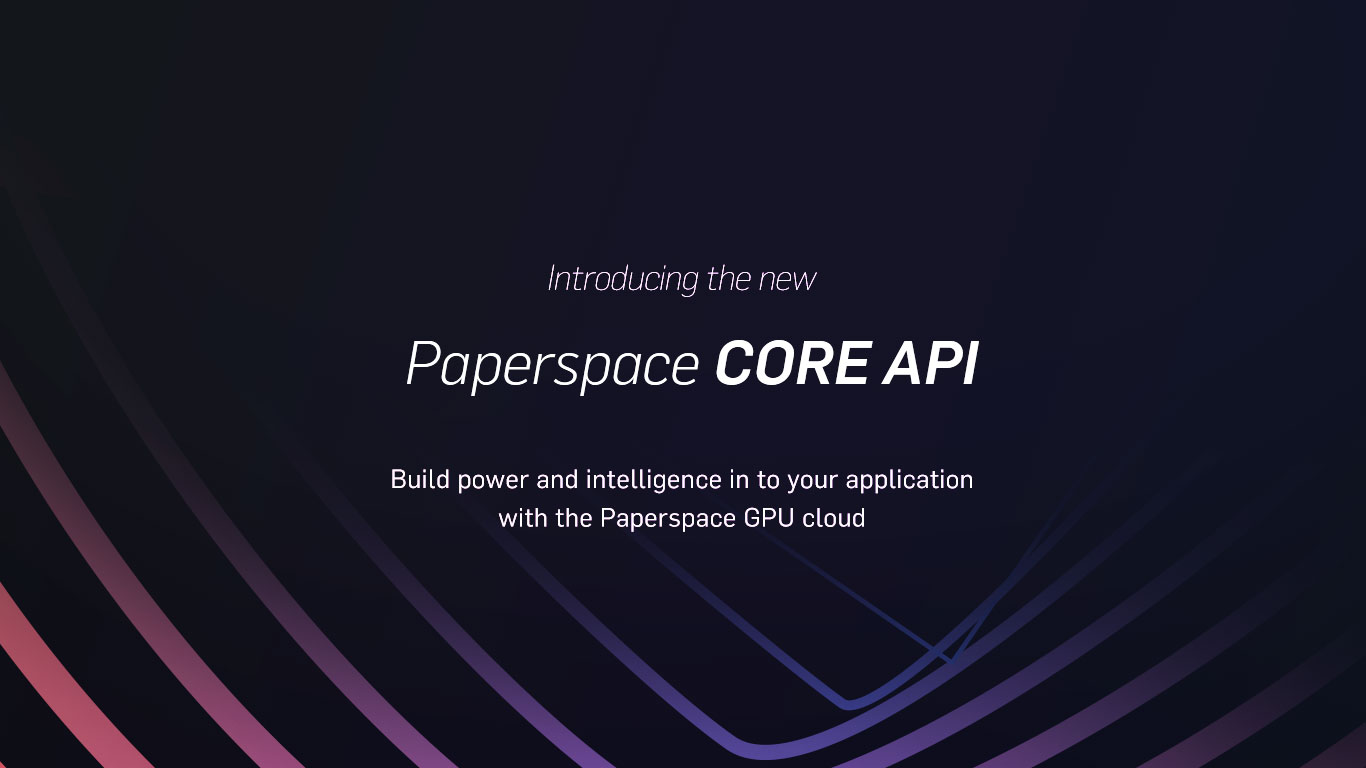 Introducing the new
Paperspace CORE API
Build power and intelligence in to your application
with the Paperspace GPU cloud